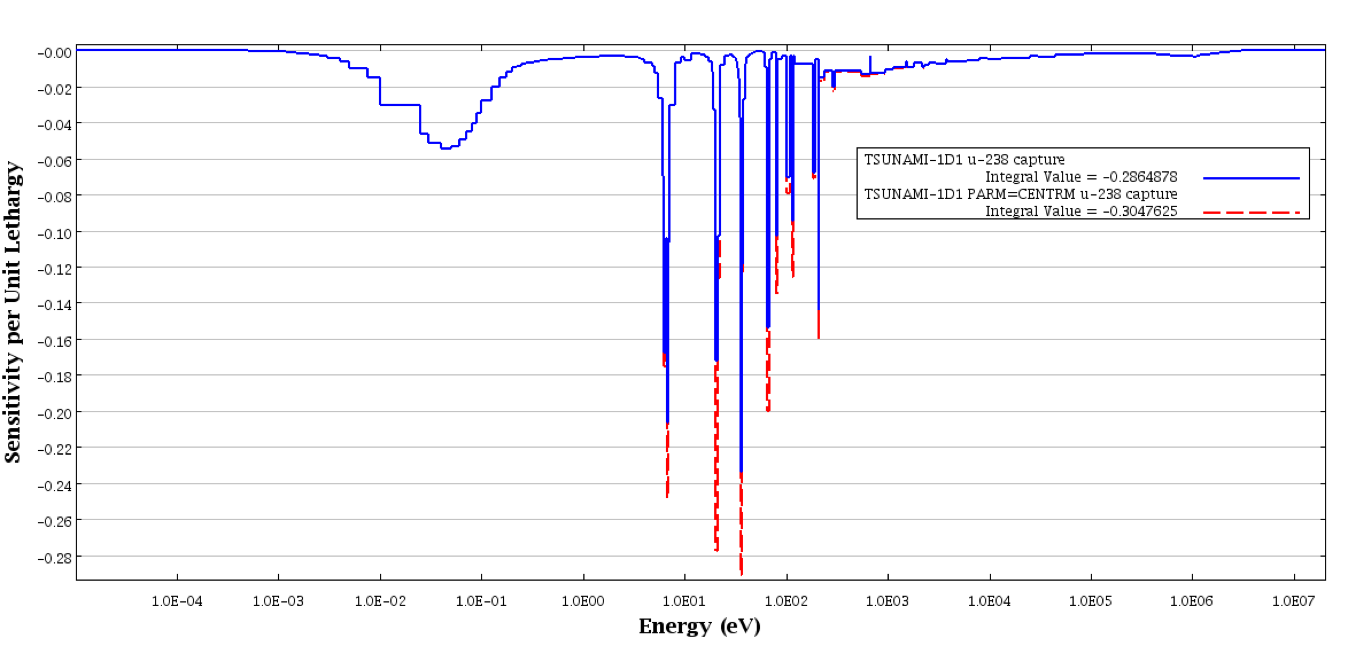 -0.00
-0.02
-0.04
-0.06
-0.08
-0.10
-0.12
-0.14
-0.16
-0.18
-0.20
-0.22
-0.24
-0.26
-0.28
Sensitivity per Unit Lethargy
TSUNAMI-1D1 u-238 capture
Integral Value = -0.2864878
TSUNAMI-1D1 PARM=CENTRM u-238 capture
Integral Value = -0.3047625
1.0E-04 1.0E-03 1.0E-02 1.0E-01 1.0E00 1.0E01 1.0E02 1.0E03 1.0E04 1.0E05 1.0E06 1.0E07
Energy (eV)